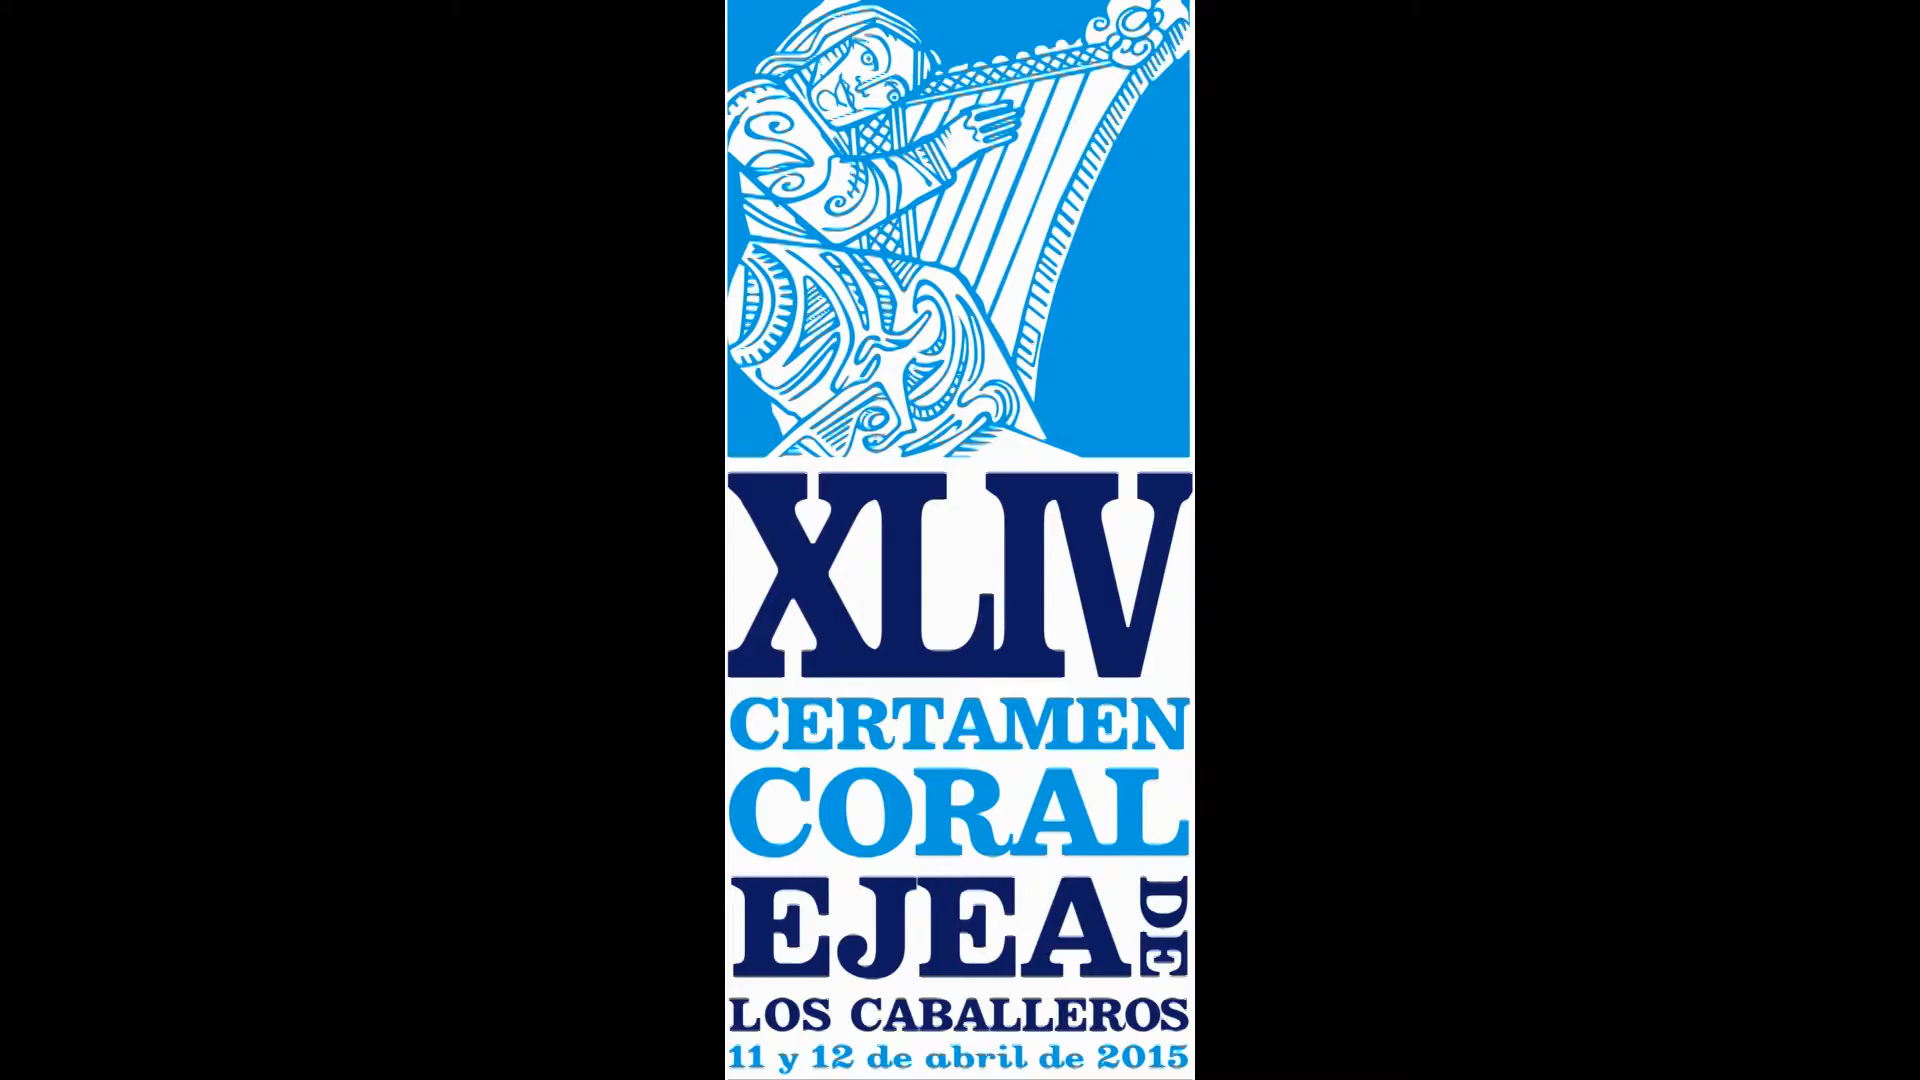 XLIV
CERTAMEN
CORAL
EJEA DE
LOS CABALLEROS
11 y 12 de abril de 2015